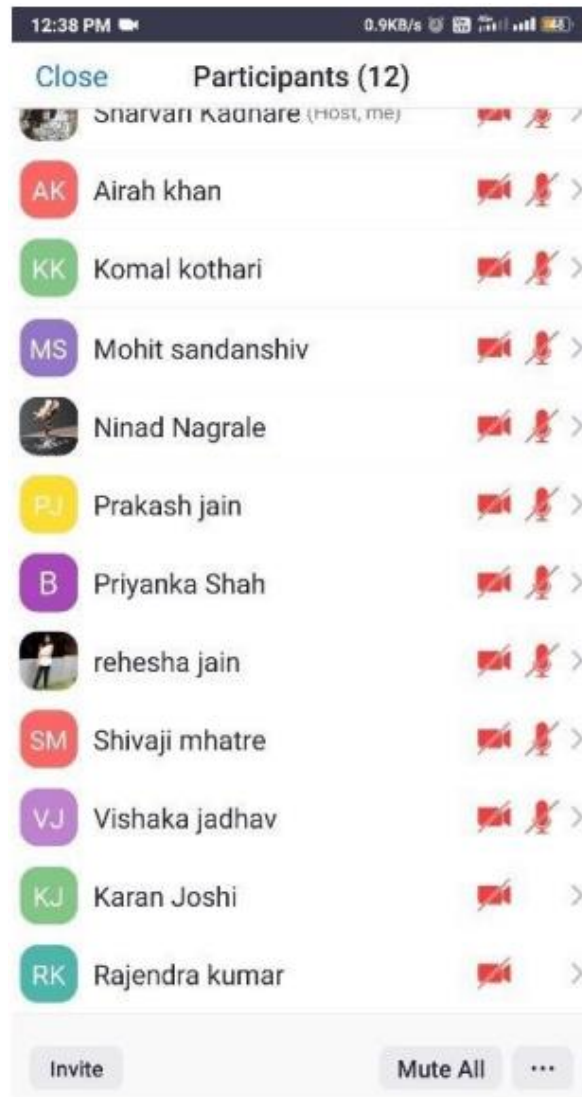 12:38 PM 0.9KB/s
Close Participants (12)
Sharvari Kadhare (Host, me)
AK Airah khan
KK Komal kothari
MS Mohit sandanshiv
Ninad Nagrale
PJ Prakash jain
B Priyanka Shah
rehesha jain
SM Shivaji mhatre
VJ Vishaka jadhav
KJ Karan Joshi
RK Rajendra kumar
Invite Mute All ...